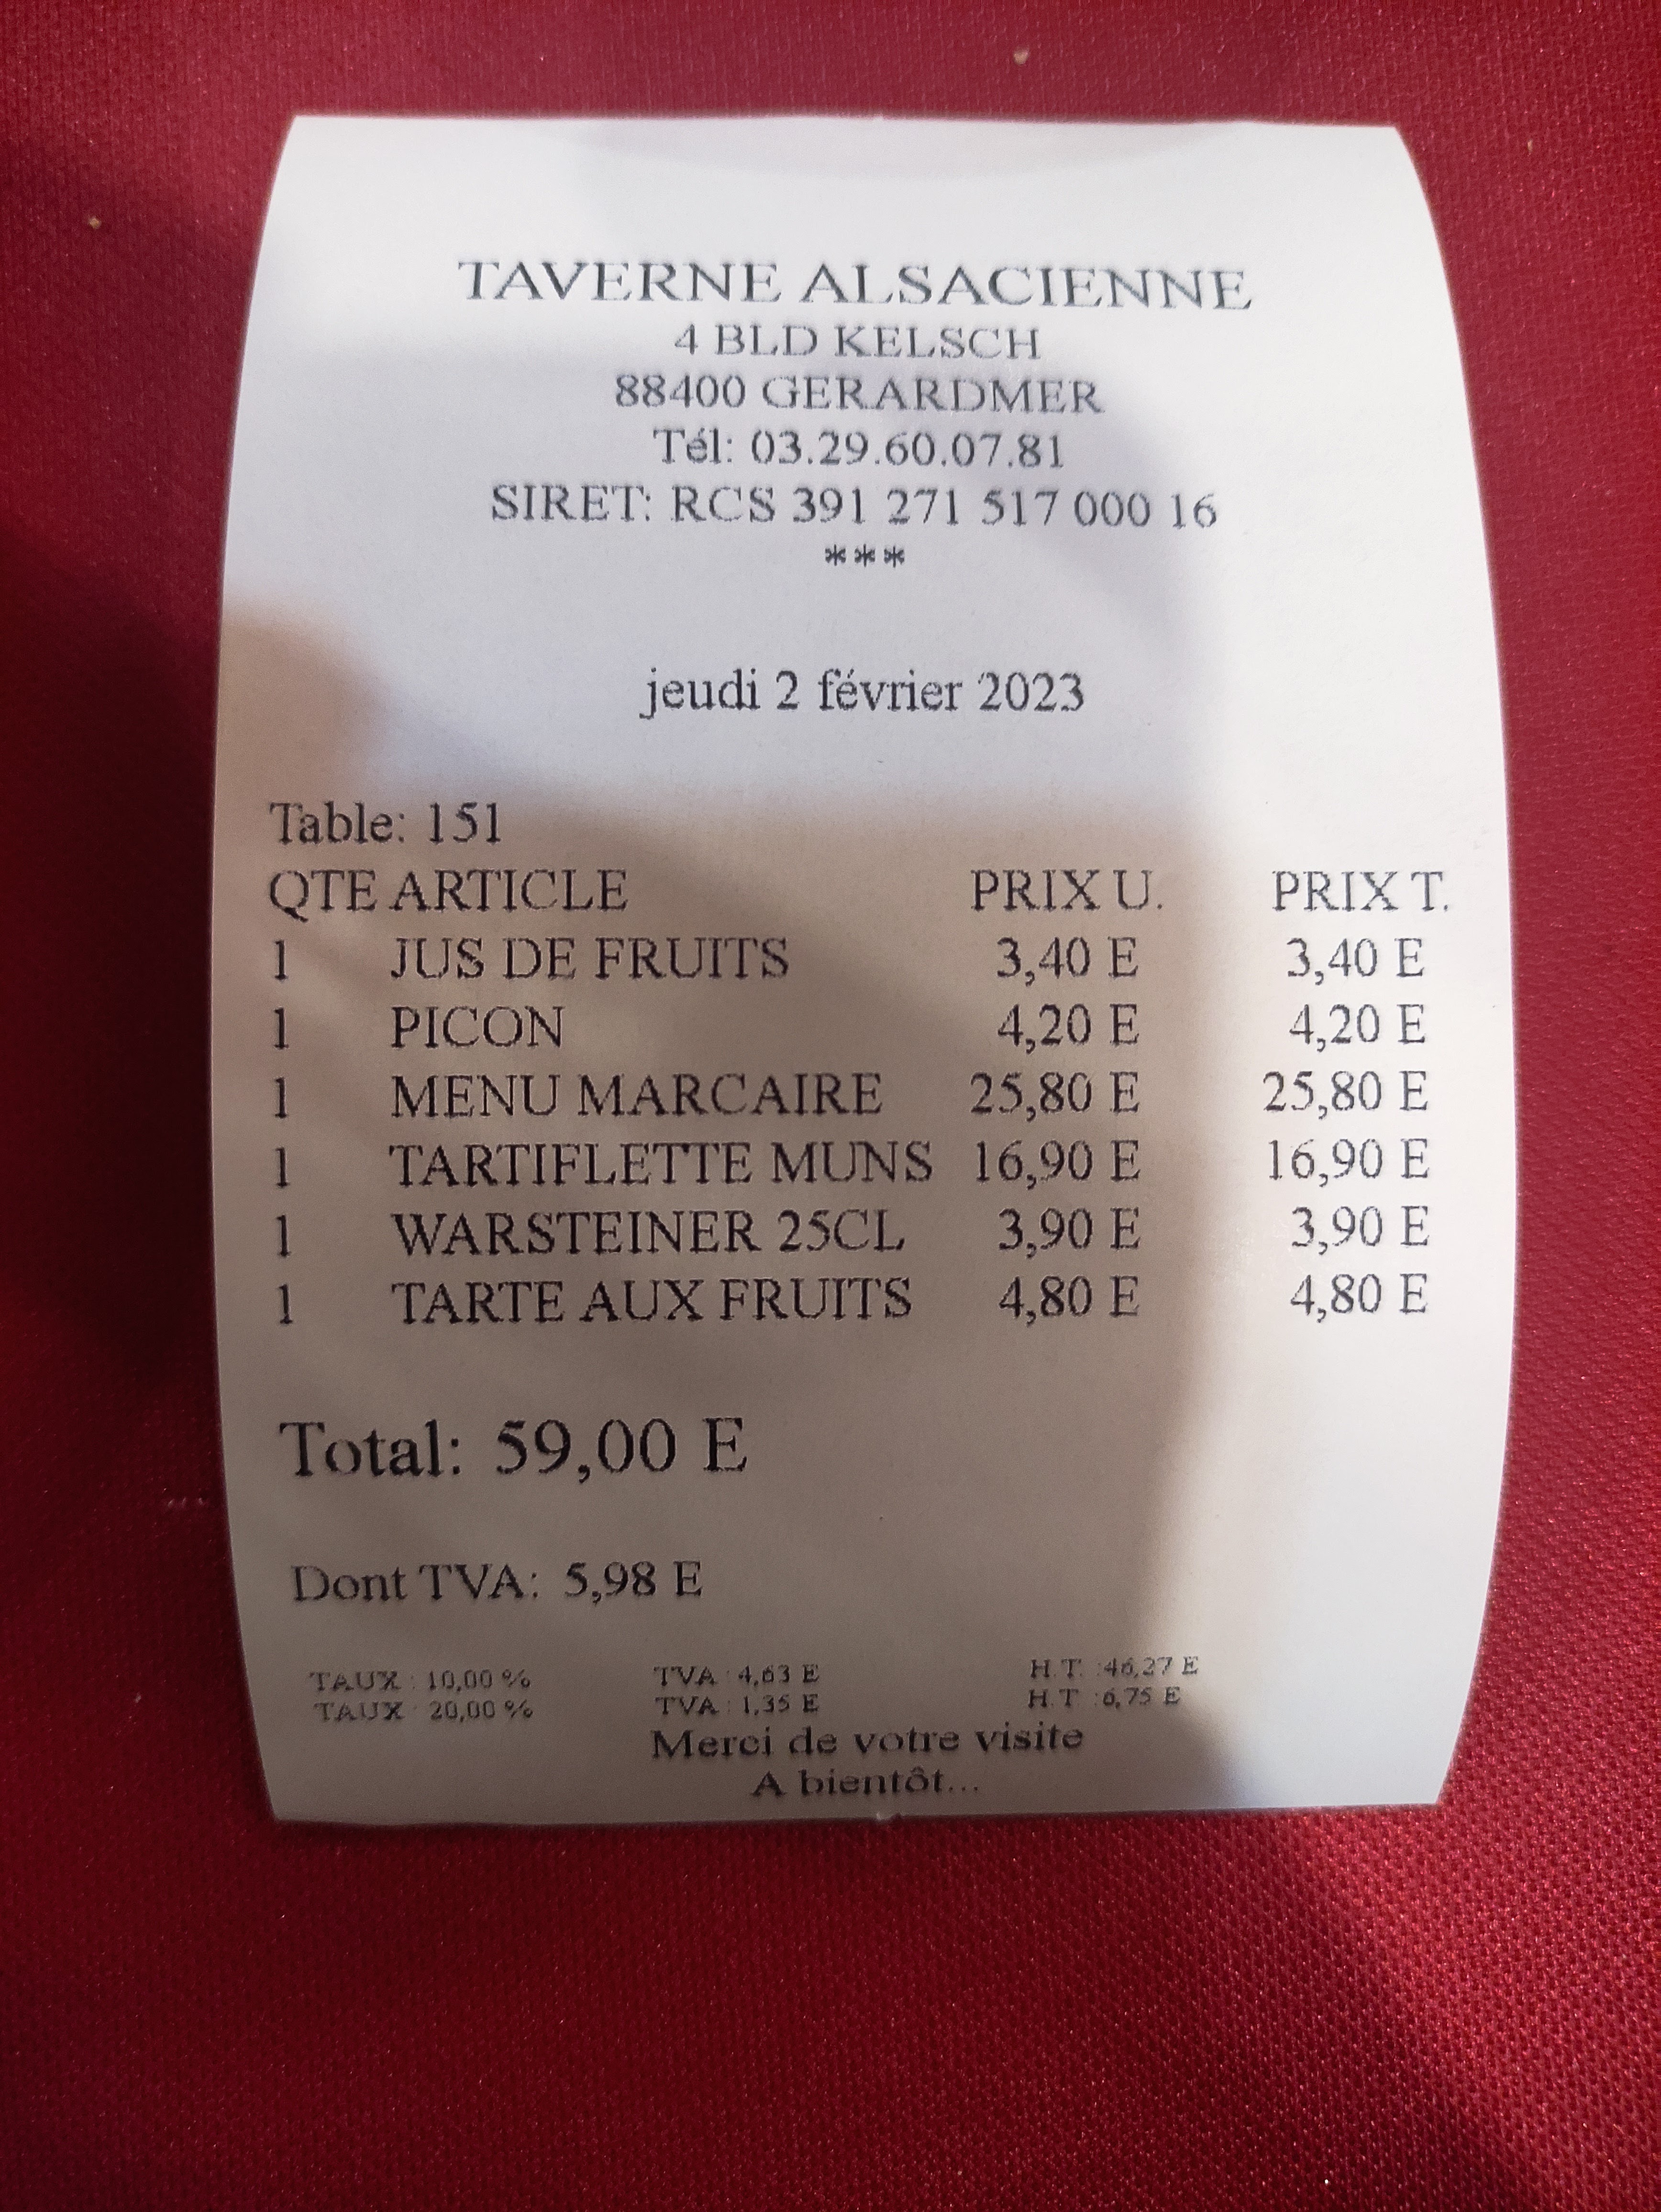 TAVERNE ALSACIENNE
4 BLD KELSCH
88400 GERARDMER
Tél: 03.29.60.07.81
SIRET: RCS 391 271 517 000 16
***
jeudi 2 février 2023
Table: 151
QTE ARTICLE PRIX U. PRIX T.
1 JUS DE FRUITS 3,40 E 3,40 E
1 PICON 4,20 E 4,20 E
1 MENU MARCAIRE 25,80 E 25,80 E
1 TARTIFLETTE MUNS 16,90 E 16,90 E
1 WARSTEINER 25CL 3,90 E 3,90 E
1 TARTE AUX FRUITS 4,80 E 4,80 E
Total: 59,00 E
Dont TVA: 5,98 E
TAUX : 10,00 % TVA : 4,63 E H.T. :46,27 E
TAUX : 20,00 % TVA : 1,35 E H.T :6,75 E
Merci de votre visite
A bientôt...